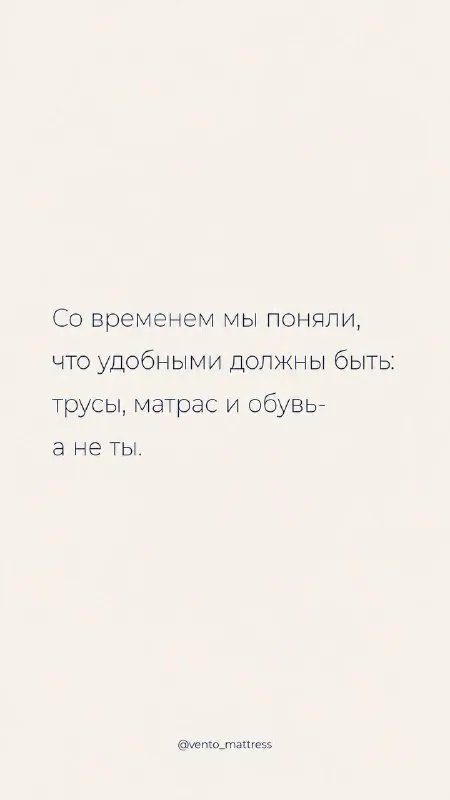 Со временем мы поняли,
что удобными должны быть:
трусы, матрас и обувь-
а не ты.
@vento_mattress